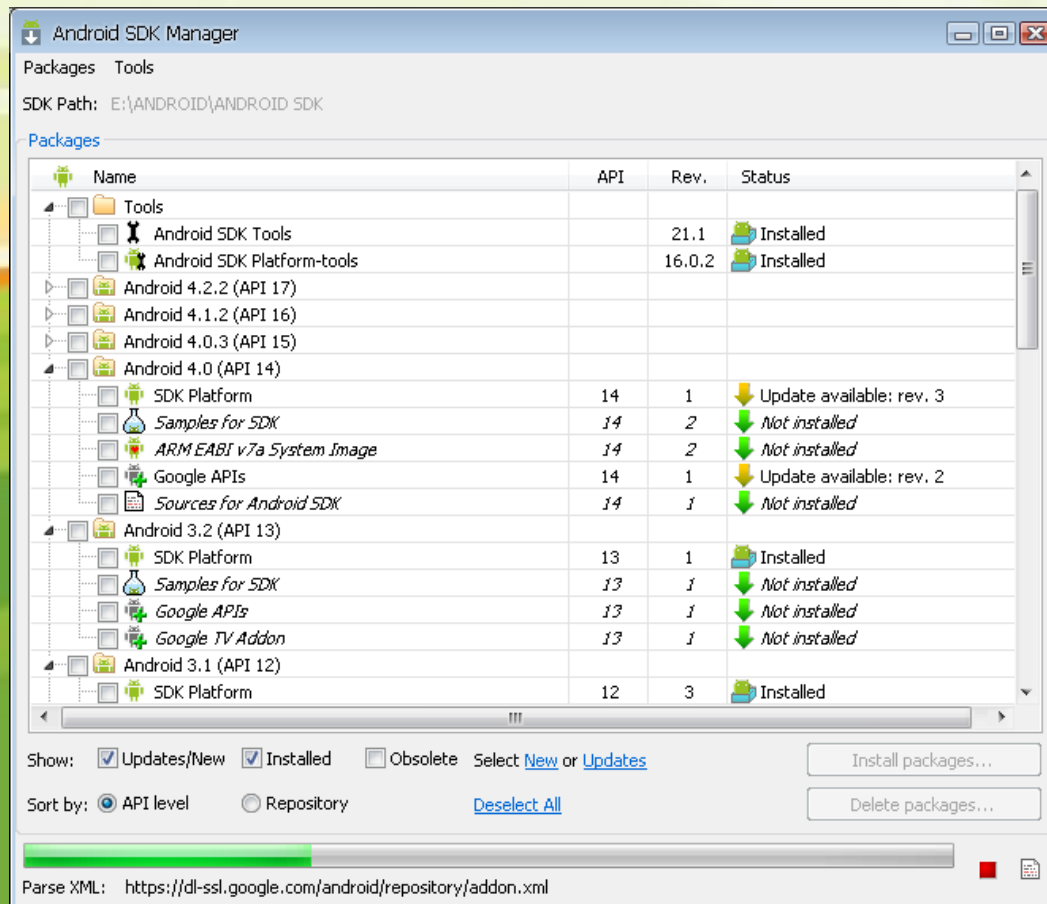 Android SDK Manager
Packages Tools
SDK Path: E:\ANDROID\ANDROID SDK
Packages
Name API Rev. Status
Tools
Android SDK Tools 21.1 Installed
Android SDK Platform-tools 16.0.2 Installed
Android 4.2.2 (API 17)
Android 4.1.2 (API 16)
Android 4.0.3 (API 15)
Android 4.0 (API 14)
SDK Platform 14 1 Update available: rev. 3
Samples for SDK 14 2 Not installed
ARM EABI v7a System Image 14 2 Not installed
Google APIs 14 1 Update available: rev. 2
Sources for Android SDK 14 1 Not installed
Android 3.2 (API 13)
SDK Platform 13 1 Installed
Samples for SDK 13 1 Not installed
Google APIs 13 1 Not installed
Google TV Addon 13 1 Not installed
Android 3.1 (API 12)
SDK Platform 12 3 Installed
Show: Updates/New Installed Obsolete Select New or Updates Install packages...
Sort by: API level Repository Deselect All Delete packages...
Parse XML: https://dl-ssl.google.com/android/repository/addon.xml